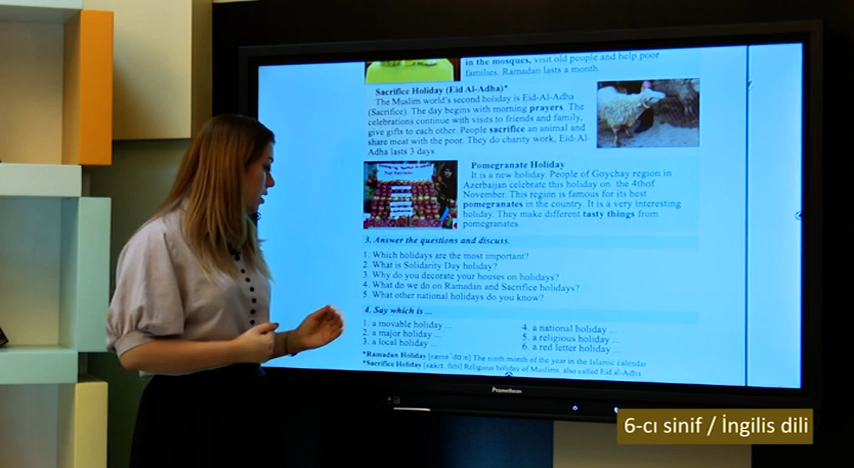 in the mosques, visit old people and help poor
families. Ramadan lasts a month.
Sacrifice Holiday (Eid Al-Adha)*
The Muslim world's second holiday is Eid-Al-Adha
(Sacrifice). The day begins with morning prayers. The
celebrations continue with visits to friends and family,
give gifts to each other. People sacrifice an animal and
share meat with the poor. They do charity work, Eid-Al-
Adha lasts 3 days.
Pomegranate Holiday
It is a new holiday. People of Goychay region in
Azerbaijan celebrate this holiday on the 4thof
November. This region is famous for its best
pomegranates in the country. It is a very interesting
holiday. They make different tasty things from
pomegranates.
3. Answer the questions and discuss.
1. Which holidays are the most important?
2. What is Solidarity Day holiday?
3. Why do you decorate your houses on holidays?
4. What do we do on Ramadan and Sacrifice holidays?
5. What other national holidays do you know?
4. Say which is ...
1. a movable holiday ...
2. a major holiday ...
3. a local holiday ...
4. a national holiday ...
5. a religious holiday ...
6. a red letter holiday ...
*Ramadan Holiday The ninth month of the year in the Islamic calendar
*Sacrifice Holiday Religious holiday of Muslims, also called Eid al-Adha
Promethean
6-cı sinif / İngilis dili